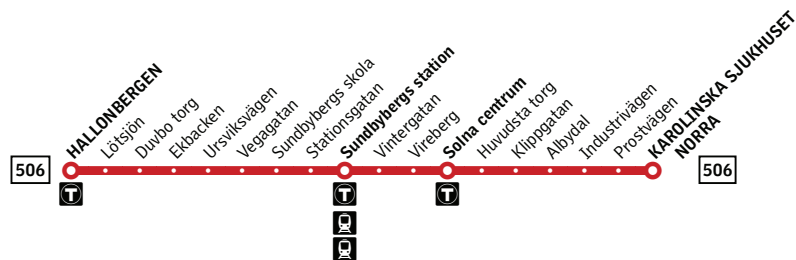 506
HALLONBERGEN
Lötsjön
Duvbo torg
Ekbacken
Ursviksvägen
Vegagatan
Sundbybergs skola
Stationsgatan
Sundbybergs station
Vintergatan
Vireberg
Solna centrum
Huvudsta torg
Klippgatan
Albydal
Industrivägen
Prostvägen
KAROLINSKA SJUKHUSET
NORRA
506
T
T
T